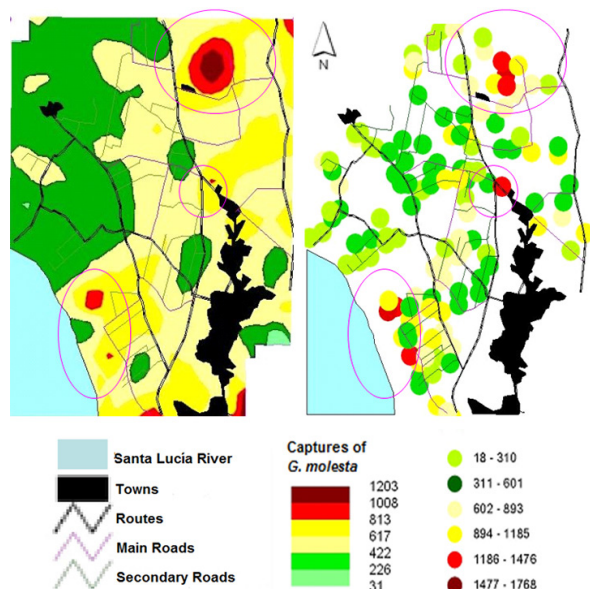 N
Santa Lucía River
Towns
Routes
Main Roads
Secondary Roads
Captures of
G. molesta
1203
1008
813
617
422
226
31
18 - 310
311 - 601
602 - 893
894 - 1185
1186 - 1476
1477 - 1768